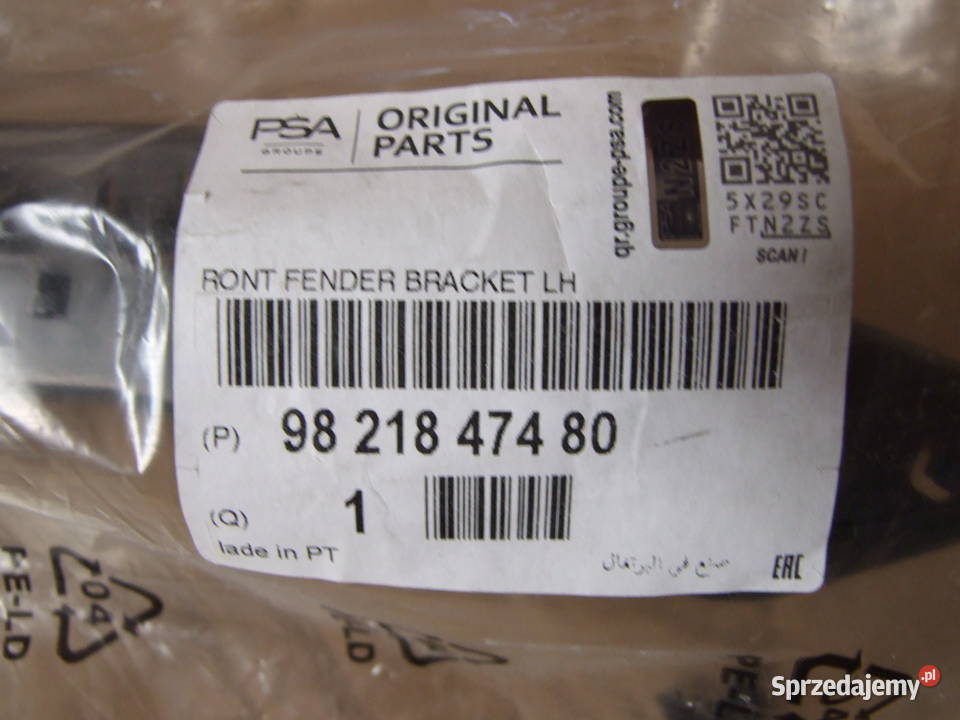 PSA
GROUPE
ORIGINAL
PARTS
qr.groupe-psa.com
5X29SC
FTN2ZS
SCAN!
RONT FENDER BRACKET LH
(P) 98 218 474 80
(Q) 1
lade in PT
صنع في البرتغال
EAC
04
PE-LD
Sprzedajemy.pl